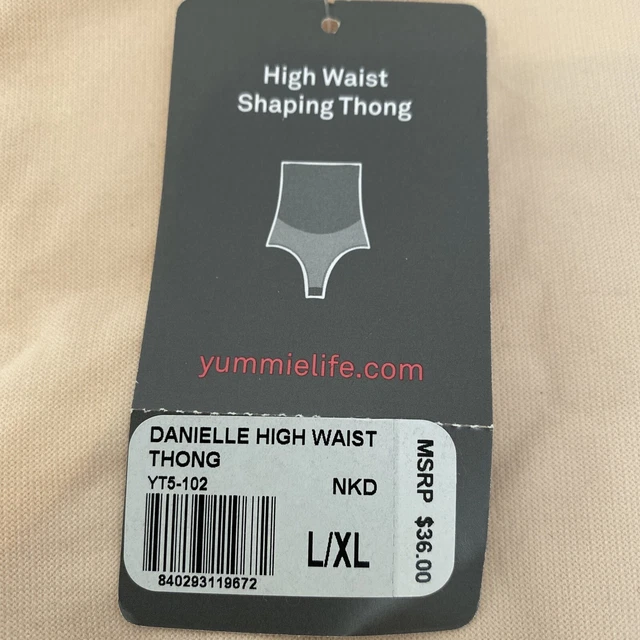 High Waist
Shaping Thong
yummielife.com
DANIELLE HIGH WAIST
THONG
YT5-102
NKD
L/XL
840293119672
MSRP $36.00